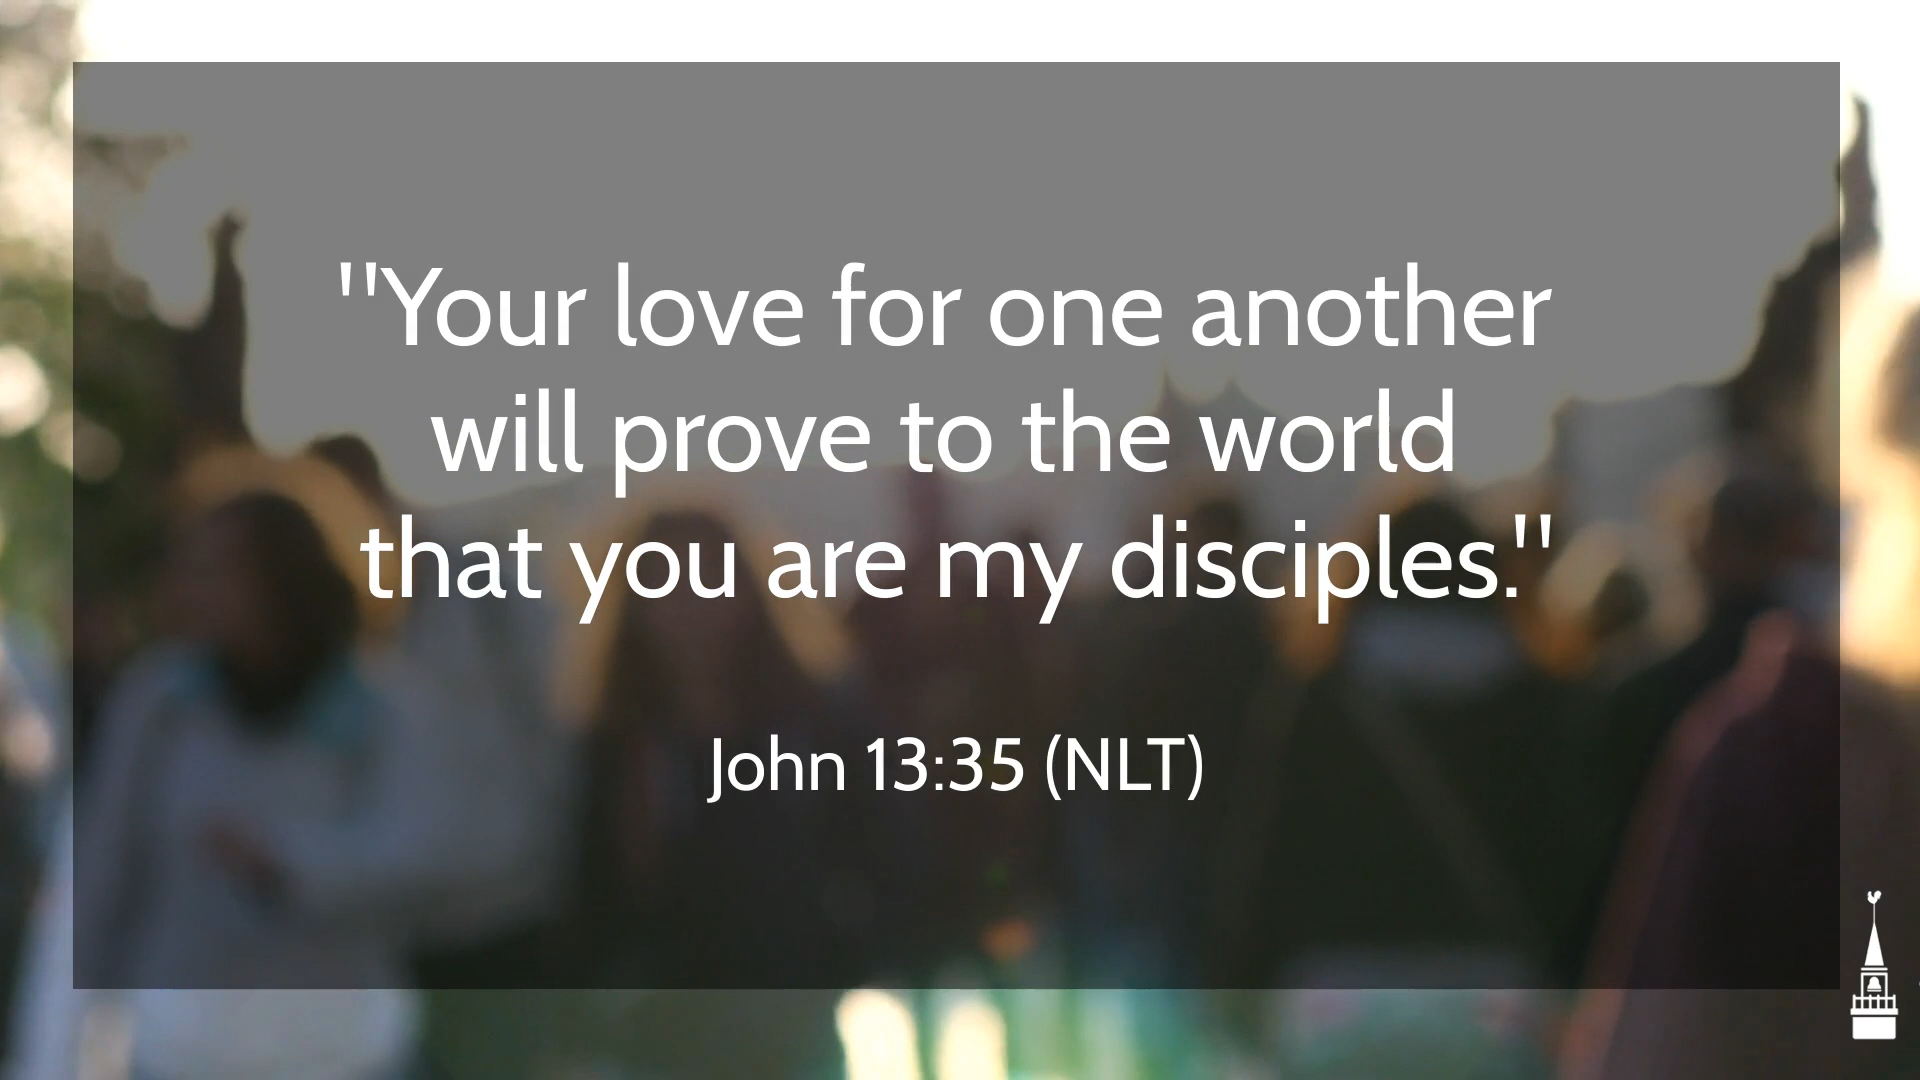 "Your love for one another
will prove to the world
that you are my disciples."
John 13:35 (NLT)